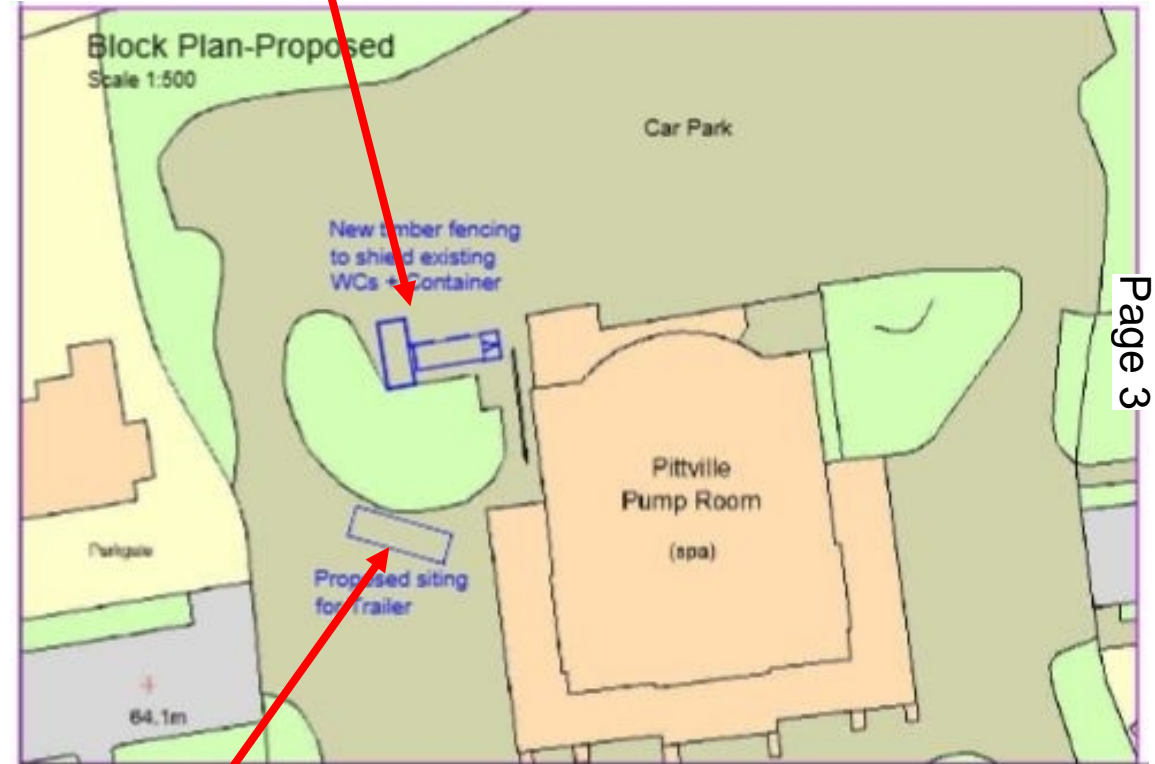 Block Plan-Proposed
Scale 1:500
Car Park
New timber fencing
to shield existing
WCs + Container
Page 3
Pittville
Pump Room
(spa)
Parkgate
Proposed siting
for Trailer
64.1m